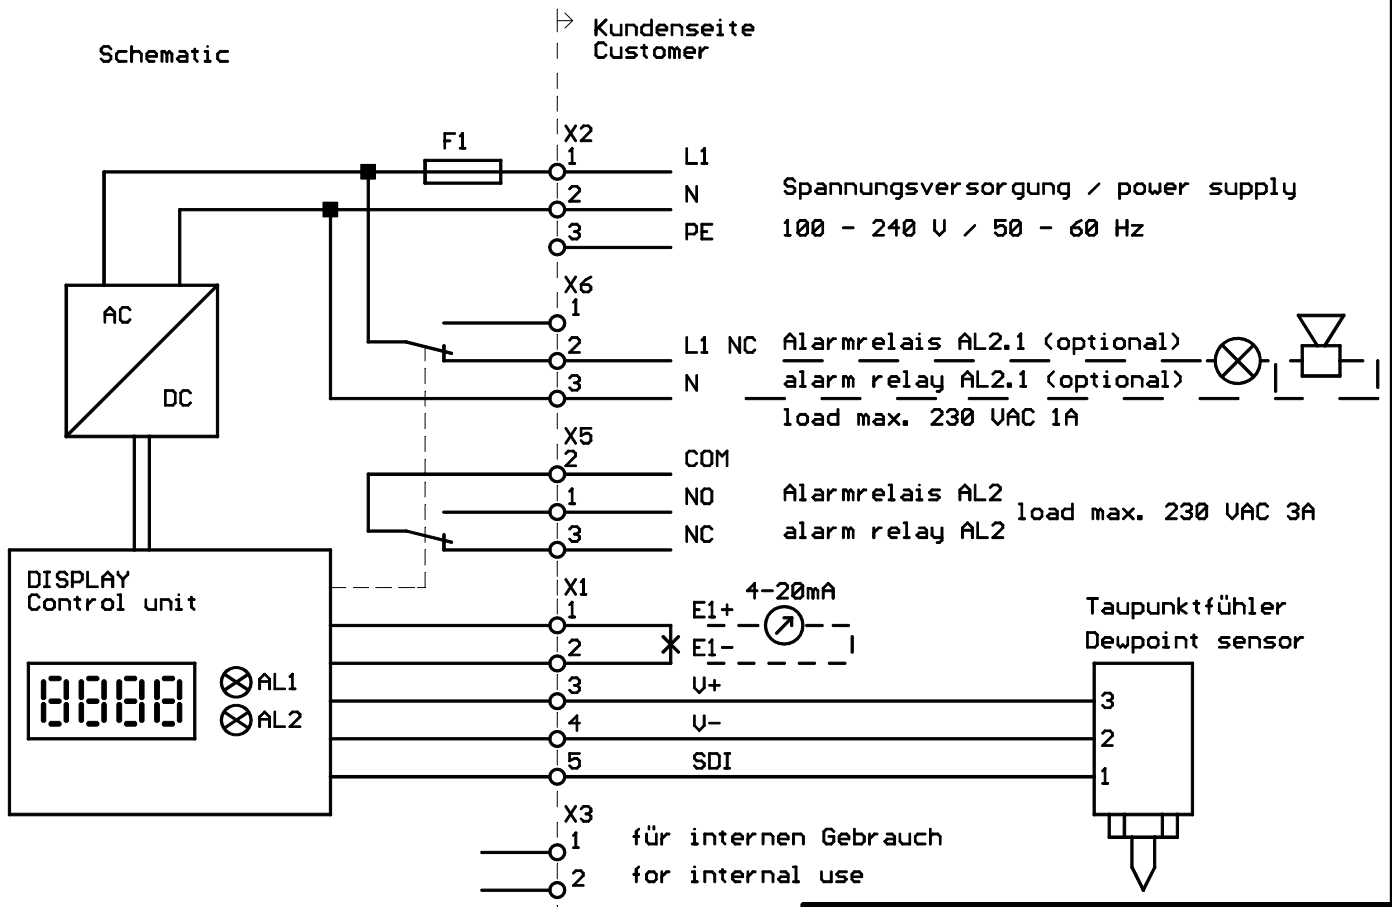 Schematic
Kundenseite
Customer
F1
X2
1
L1
2
N
3
PE
Spannungsversorgung / power supply
100 - 240 V / 50 - 60 Hz
AC
DC
X6
1
2
L1 NC
Alarmrelais AL2.1 (optional)
3
N
alarm relay AL2.1 (optional)
load max. 230 VAC 1A
X5
2
COM
1
NO
3
NC
Alarmrelais AL2
alarm relay AL2
load max. 230 VAC 3A
DISPLAY
Control unit
8888
AL1
AL2
X1
1
E1+
4-20mA
2
E1-
3
V+
4
V-
5
SDI
Taupunktfühler
Dewpoint sensor
3
2
1
X3
1
für internen Gebrauch
2
for internal use